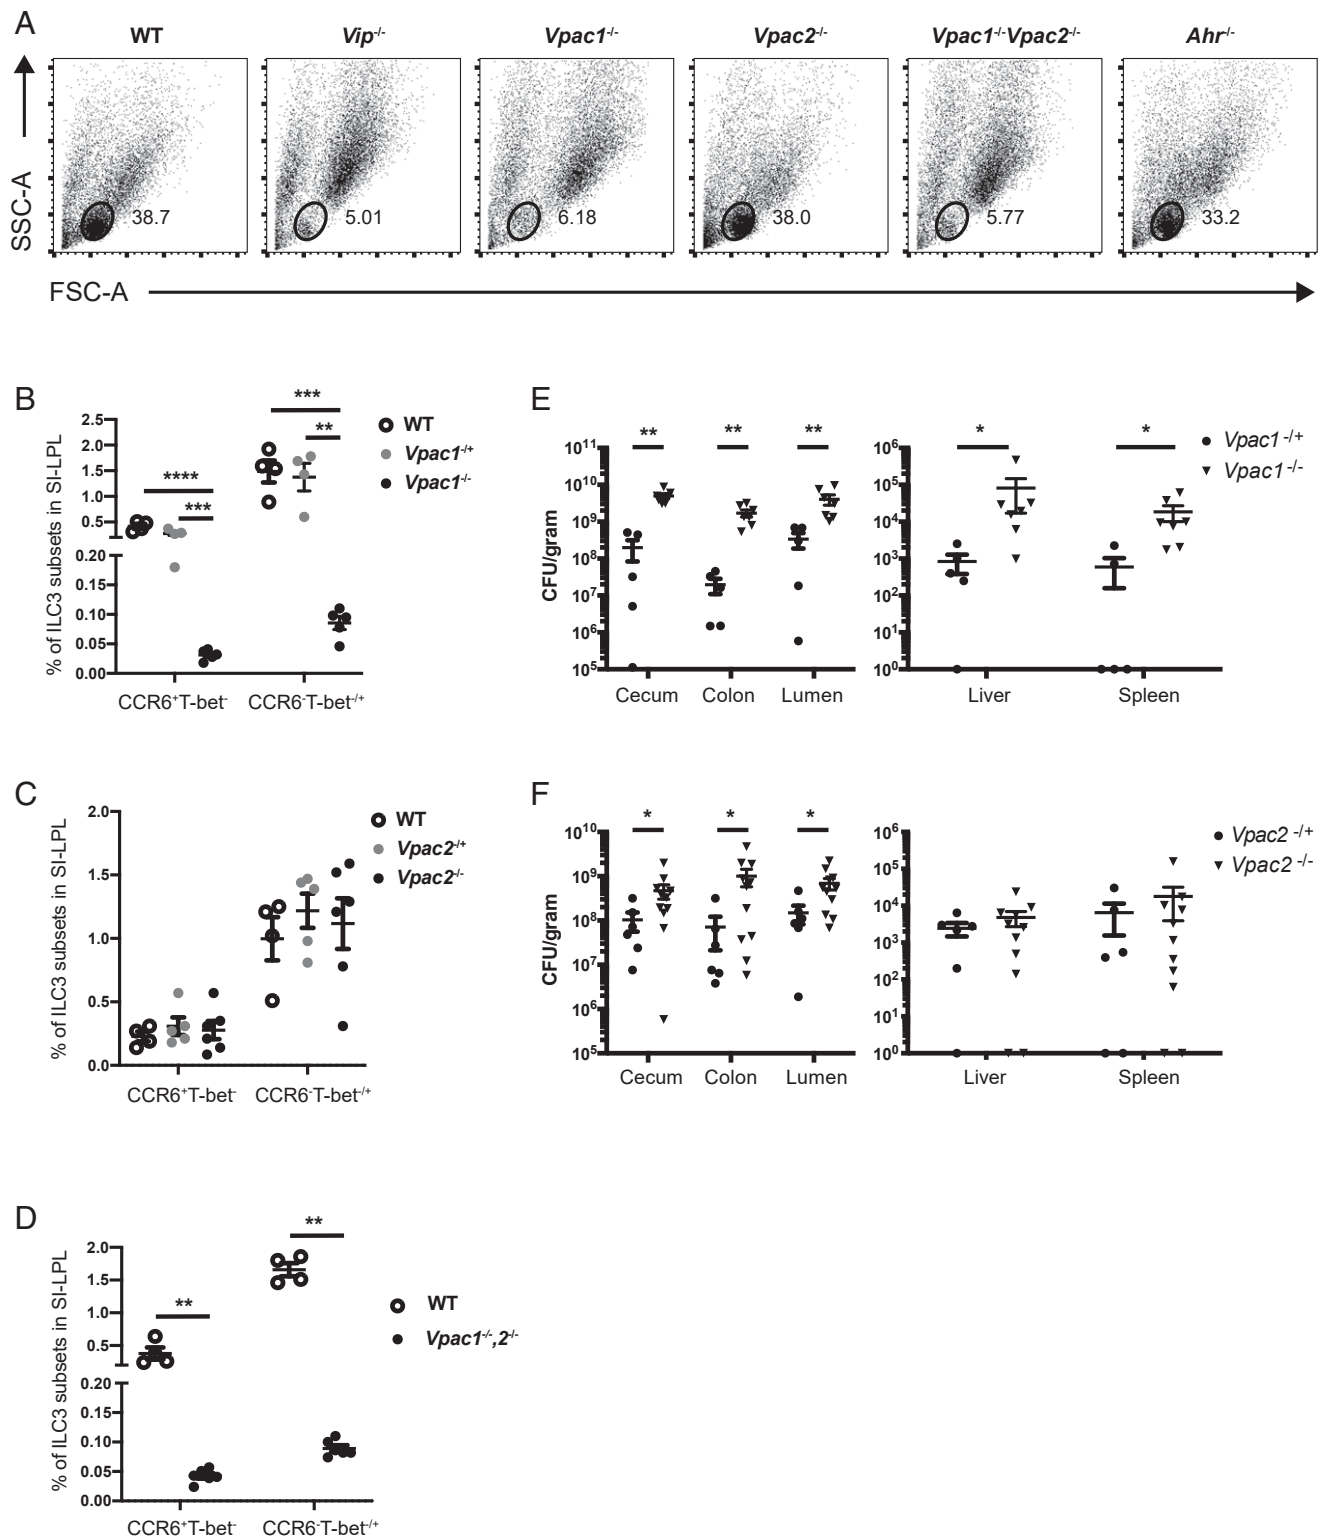 A
WT
Vip-/-
Vpac1-/-
Vpac2-/-
Vpac1-/-Vpac2-/-
Ahr-/-
SSC-A
38.7
5.01
6.18
38.0
5.77
33.2
FSC-A
B
% of ILC3 subsets in SI-LPL
2.5
2.0
1.5
1.0
0.5
0.20
0.15
0.10
0.05
0.00
****
***
***
**
WT
Vpac1-/+
Vpac1-/-
CCR6+T-bet-
CCR6-T-bet-/+
E
CFU/gram
10^11
10^10
10^9
10^8
10^7
10^6
10^5
**
**
**
Cecum
Colon
Lumen
10^6
10^5
10^4
10^3
10^2
10^1
10^0
*
*
Liver
Spleen
Vpac1 -/+
Vpac1 -/-
C
% of ILC3 subsets in SI-LPL
2.0
1.5
1.0
0.5
0.0
WT
Vpac2-/+
Vpac2-/-
CCR6+T-bet-
CCR6-T-bet-/+
F
CFU/gram
10^10
10^9
10^8
10^7
10^6
10^5
*
*
*
Cecum
Colon
Lumen
10^6
10^5
10^4
10^3
10^2
10^1
10^0
Liver
Spleen
Vpac2 -/+
Vpac2 -/-
D
% of ILC3 subsets in SI-LPL
2.0
1.5
1.0
0.5
0.20
0.15
0.10
0.05
0.00
**
**
WT
Vpac1-/-,2-/-
CCR6+T-bet-
CCR6-T-bet-/+